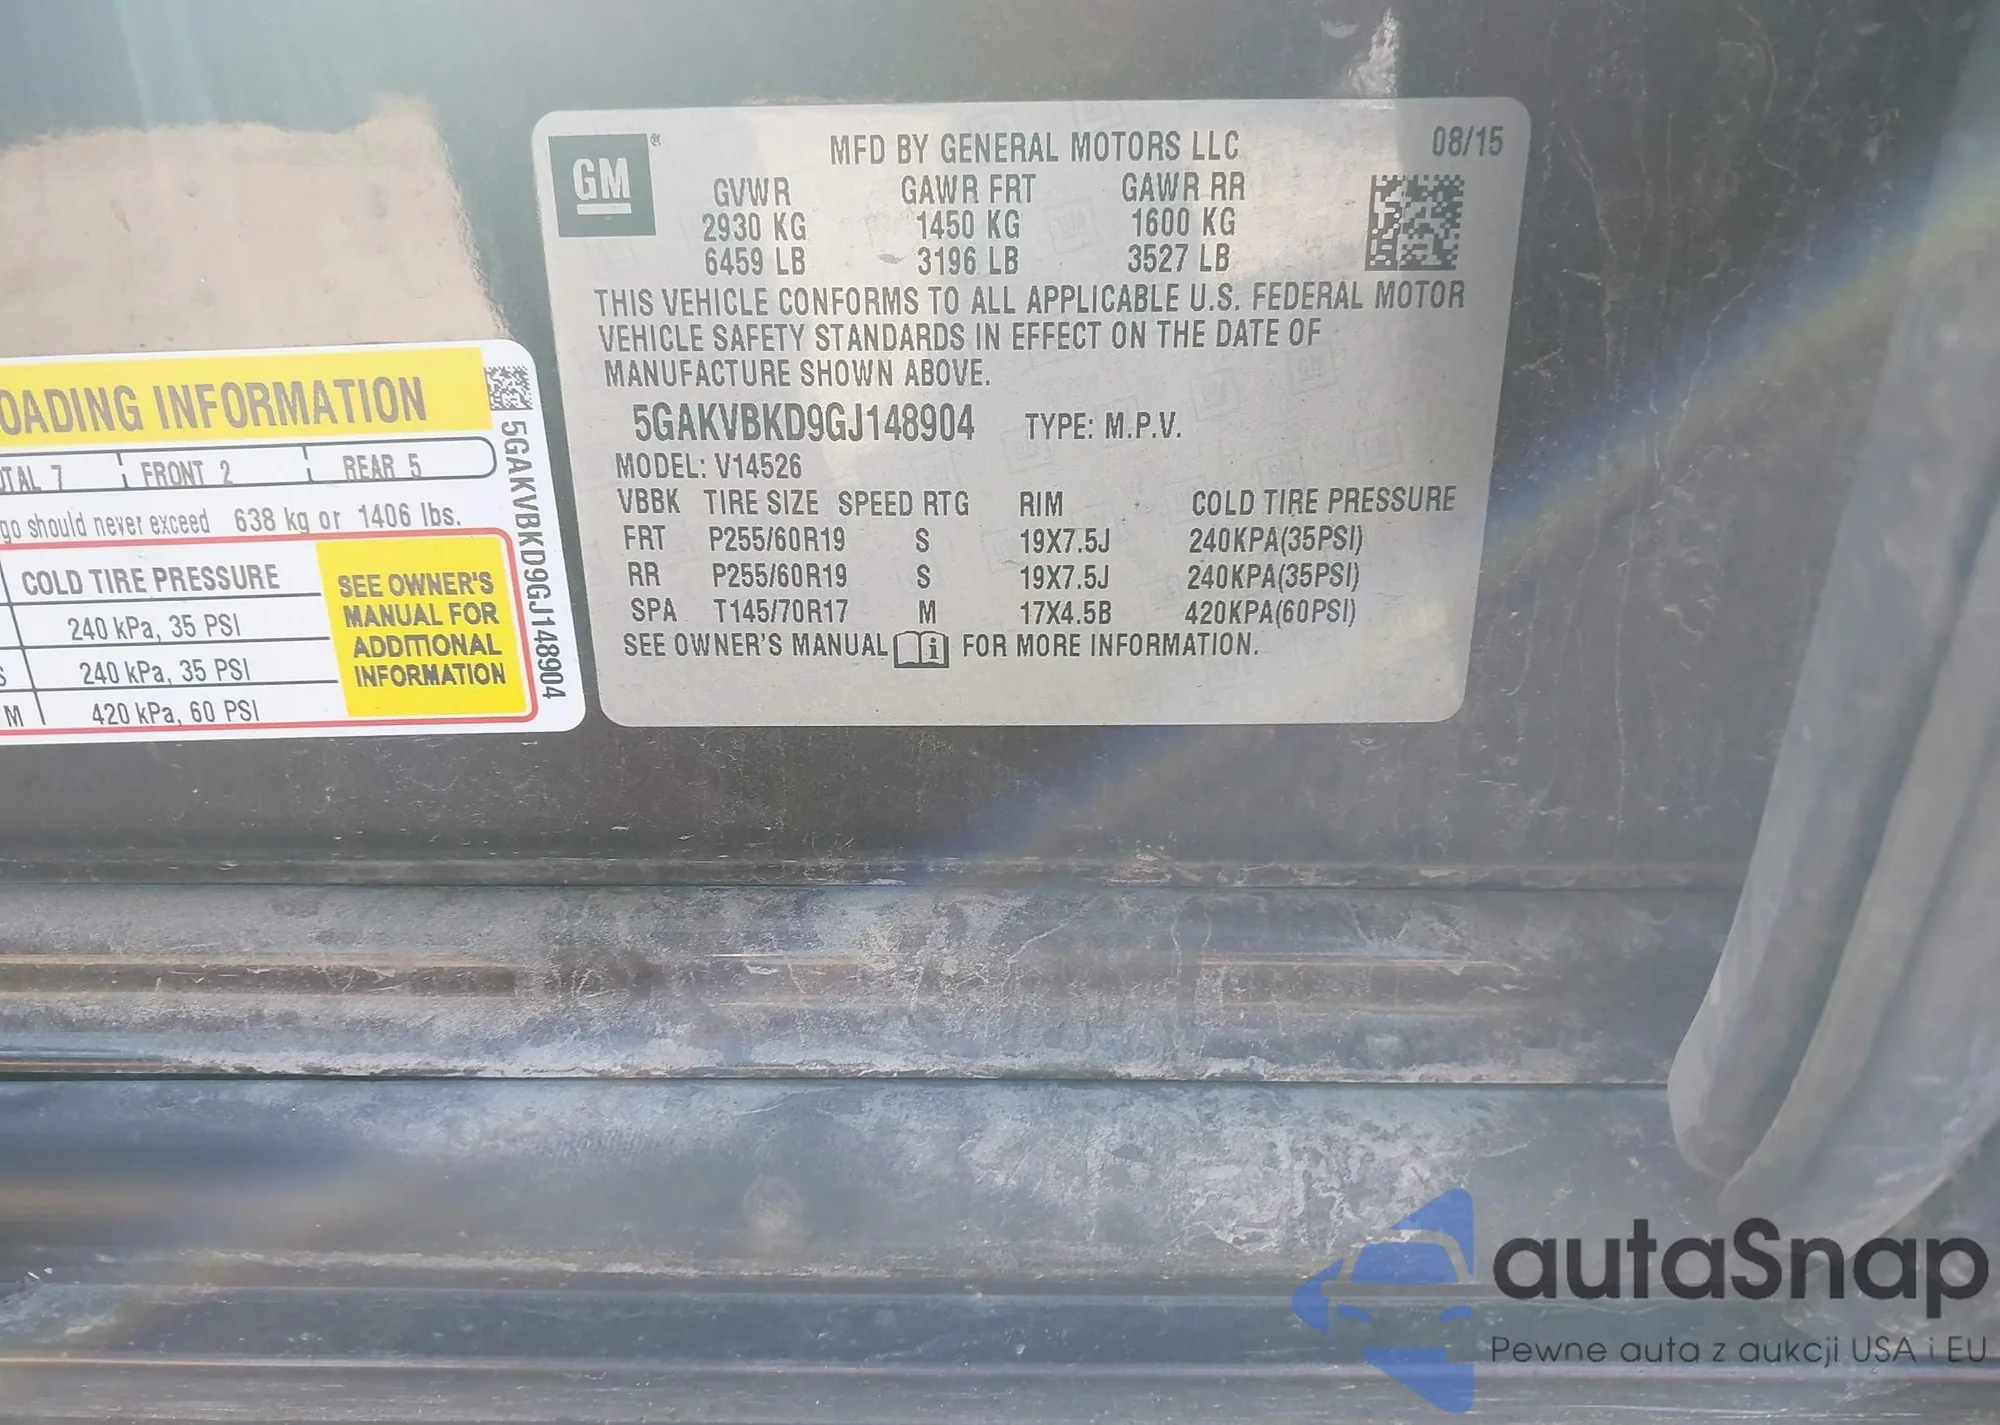 GM ®
MFD BY GENERAL MOTORS LLC 08/15
GVWR GAWR FRT GAWR RR
2930 KG 1450 KG 1600 KG
6459 LB 3196 LB 3527 LB
THIS VEHICLE CONFORMS TO ALL APPLICABLE U.S. FEDERAL MOTOR
VEHICLE SAFETY STANDARDS IN EFFECT ON THE DATE OF
MANUFACTURE SHOWN ABOVE.
5GAKVBKD9GJ148904 TYPE: M.P.V.
MODEL: V14526
VBBK TIRE SIZE SPEED RTG RIM COLD TIRE PRESSURE
FRT P255/60R19 S 19X7.5J 240KPA(35PSI)
RR P255/60R19 S 19X7.5J 240KPA(35PSI)
SPA T145/70R17 M 17X4.5B 420KPA(60PSI)
SEE OWNER'S MANUAL FOR MORE INFORMATION.
OADING INFORMATION
OTAL 7 FRONT 2 REAR 5
go should never exceed 638 kg or 1406 lbs.
COLD TIRE PRESSURE
240 kPa, 35 PSI
S 240 kPa, 35 PSI
M 420 kPa, 60 PSI
SEE OWNER'S
MANUAL FOR
ADDITIONAL
INFORMATION
5GAKVBKD9GJ148904
autaSnap
Pewne auta z aukcji USA i EU